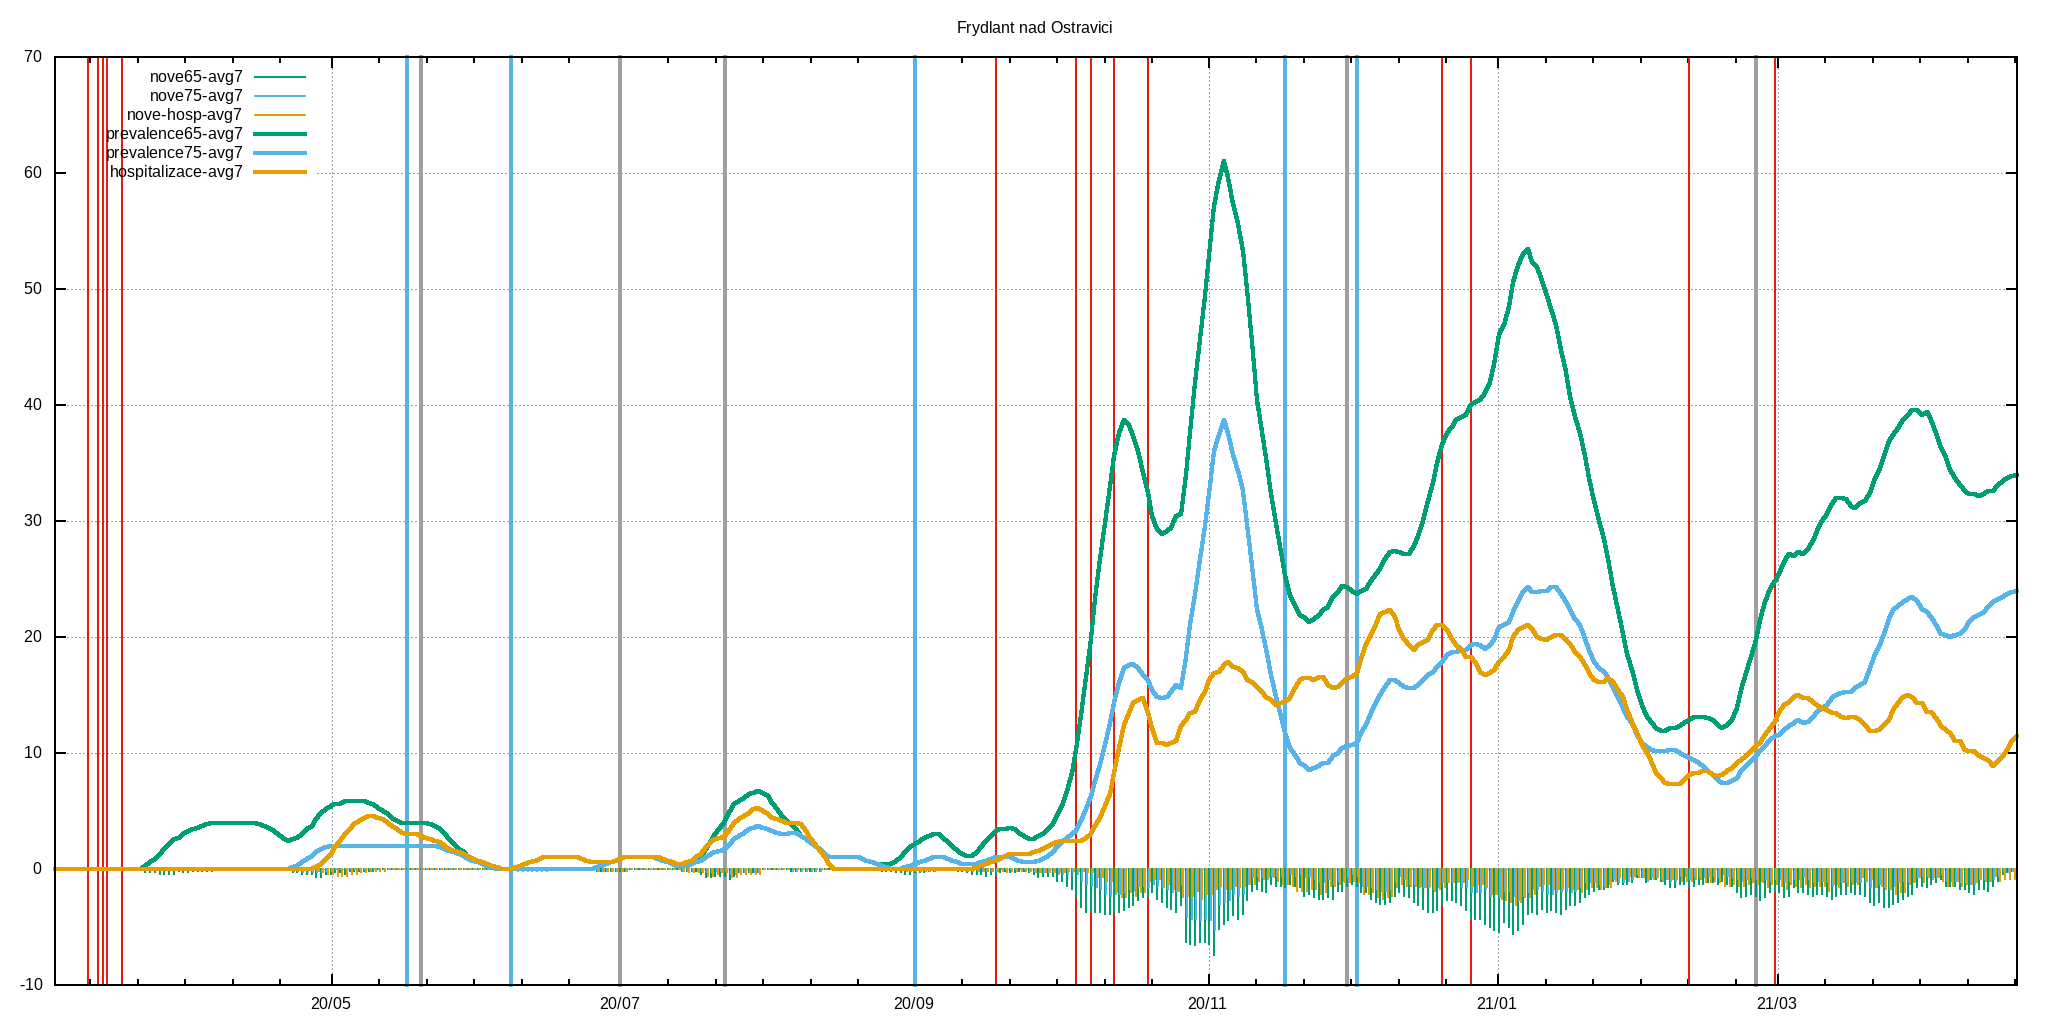 Frydlant nad Ostravici
70
60
50
40
30
20
10
0
-10
nove65-avg7
nove75-avg7
nove-hosp-avg7
prevalence65-avg7
prevalence75-avg7
hospitalizace-avg7
20/05 20/07 20/09 20/11 21/01 21/03